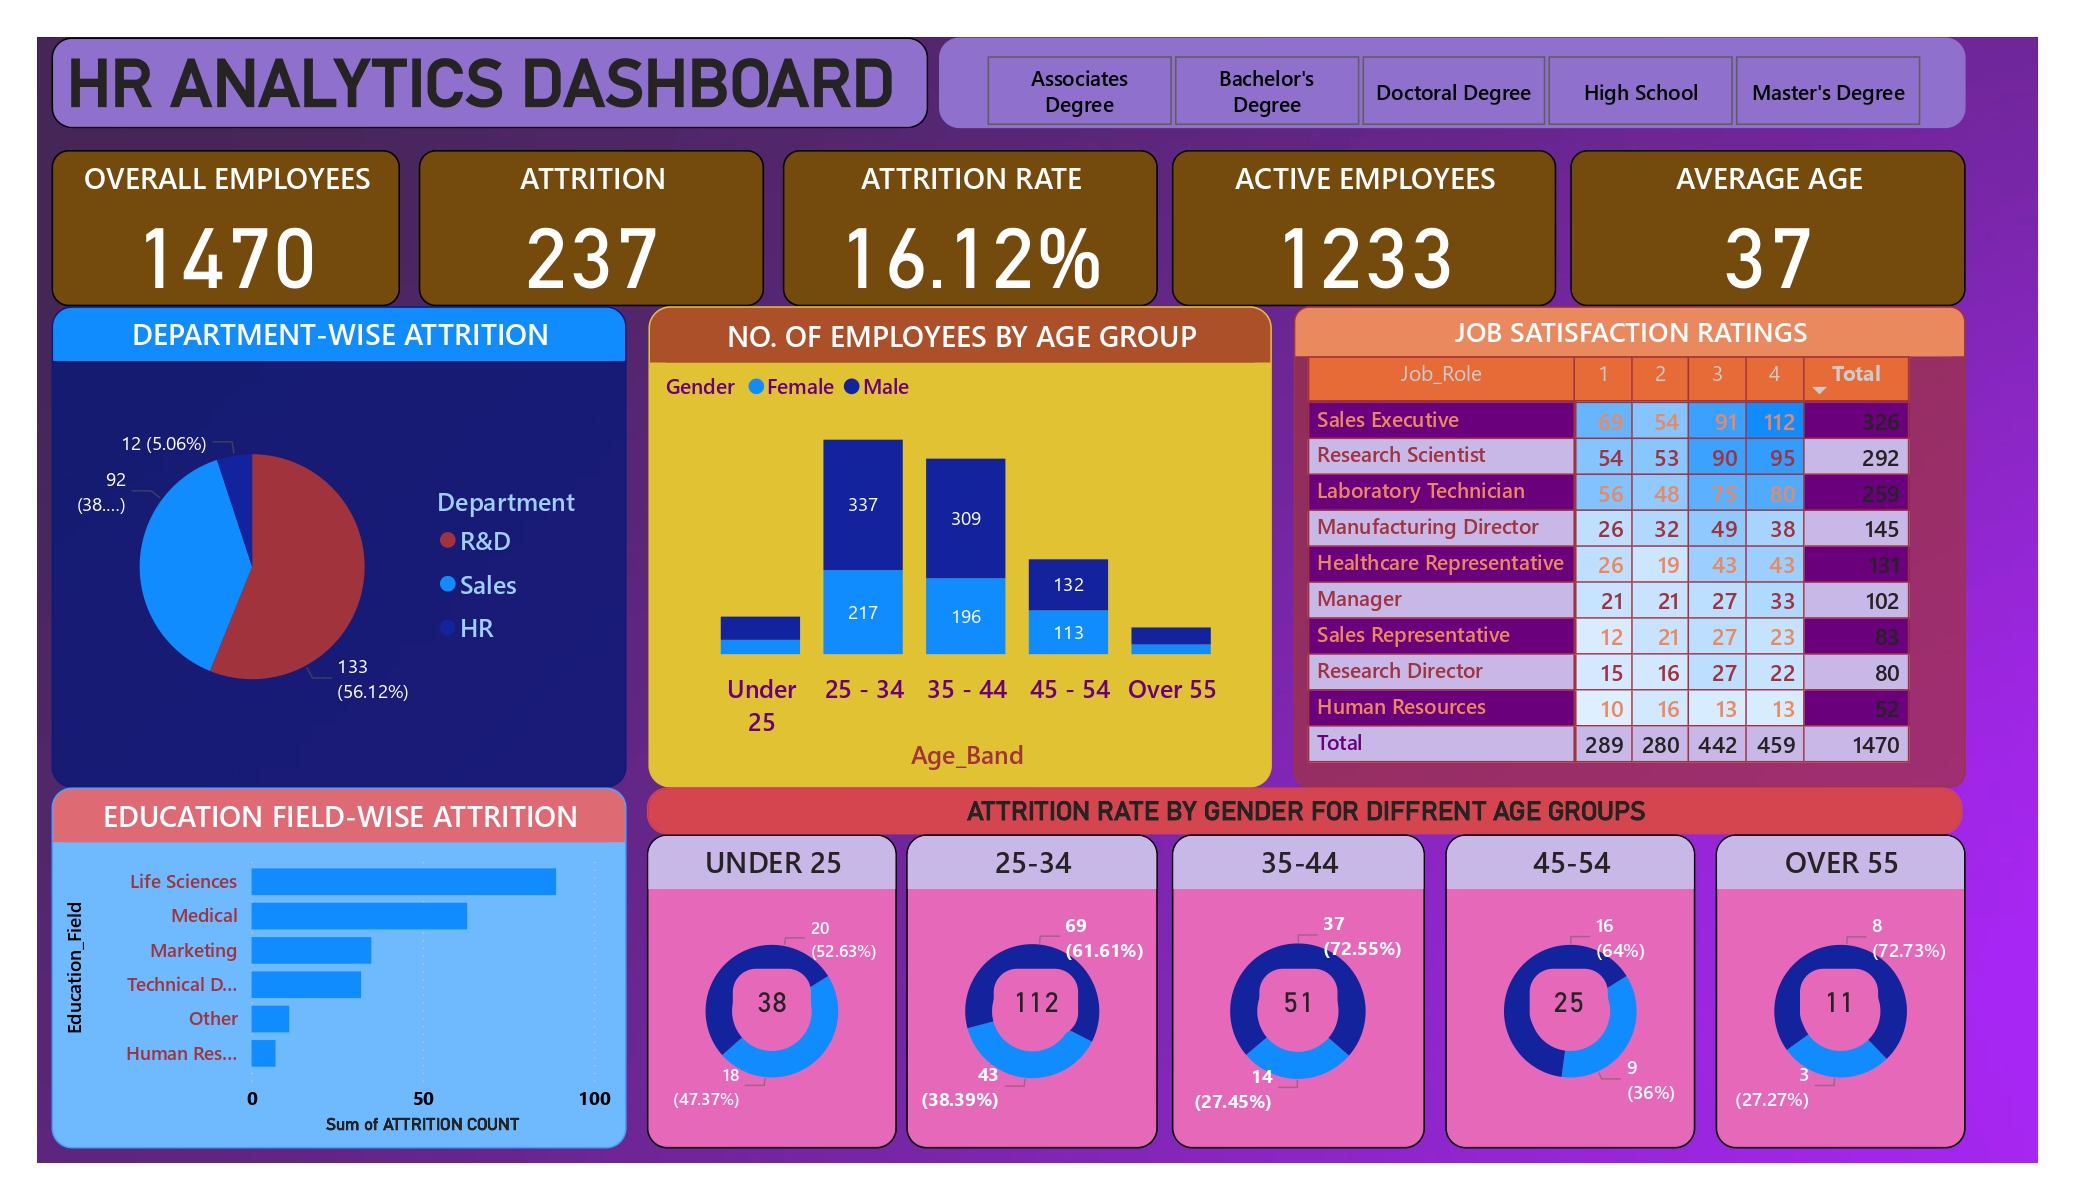 HR ANALYTICS DASHBOARD
Associates
Degree
Bachelor's
Degree
Doctoral Degree
High School
Master's Degree
OVERALL EMPLOYEES
1470
ATTRITION
237
ATTRITION RATE
16.12%
ACTIVE EMPLOYEES
1233
AVERAGE AGE
37
DEPARTMENT-WISE ATTRITION
12 (5.06%)
92
(38....)
133
(56.12%)
Department
R&D
Sales
HR
NO. OF EMPLOYEES BY AGE GROUP
Gender Female Male
337
309
132
217
196
113
Under
25
25 - 34
35 - 44
45 - 54
Over 55
Age_Band
JOB SATISFACTION RATINGS
Job_Role 1 2 3 4 Total
Sales Executive 69 54 91 112 326
Research Scientist 54 53 90 95 292
Laboratory Technician 56 48 75 80 259
Manufacturing Director 26 32 49 38 145
Healthcare Representative 26 19 43 43 131
Manager 21 21 27 33 102
Sales Representative 12 21 27 23 83
Research Director 15 16 27 22 80
Human Resources 10 16 13 13 52
Total 289 280 442 459 1470
EDUCATION FIELD-WISE ATTRITION
Education_Field
Life Sciences
Medical
Marketing
Technical D...
Other
Human Res...
0 50 100
Sum of ATTRITION COUNT
ATTRITION RATE BY GENDER FOR DIFFRENT AGE GROUPS
UNDER 25
20
(52.63%)
38
18
(47.37%)
25-34
69
(61.61%)
112
43
(38.39%)
35-44
37
(72.55%)
51
14
(27.45%)
45-54
16
(64%)
25
9
(36%)
OVER 55
8
(72.73%)
11
3
(27.27%)